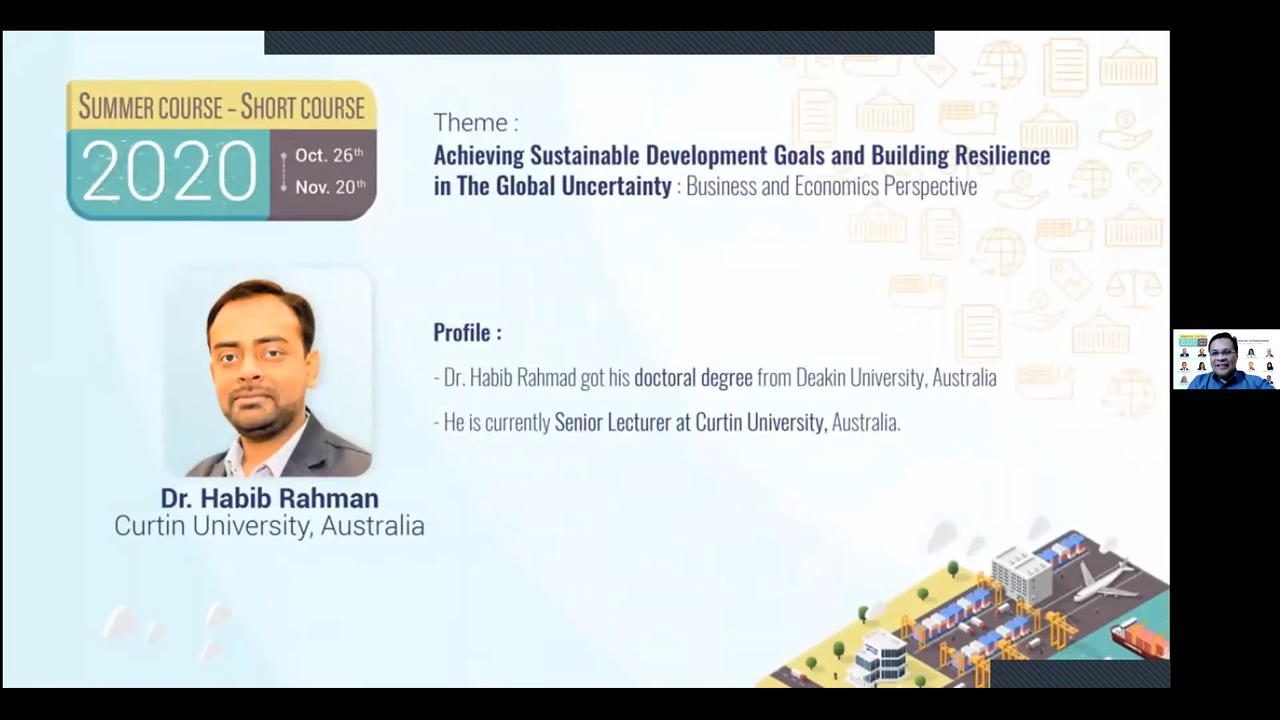 SUMMER COURSE – SHORT COURSE
2020
Oct. 26th
Nov. 20th
Theme :
Achieving Sustainable Development Goals and Building Resilience
in The Global Uncertainty : Business and Economics Perspective
Profile :
- Dr. Habib Rahmad got his doctoral degree from Deakin University, Australia
- He is currently Senior Lecturer at Curtin University, Australia.
Dr. Habib Rahman
Curtin University, Australia
2020